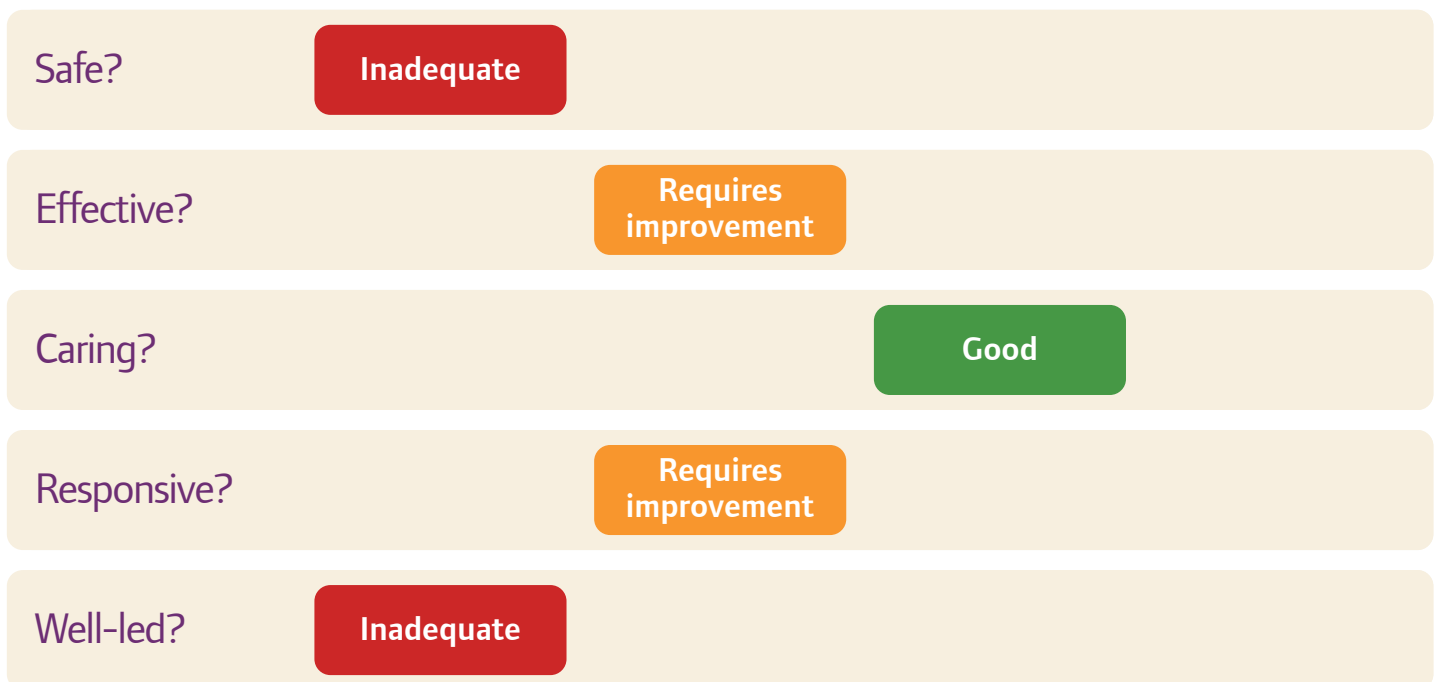 Safe?
Inadequate
Effective?
Requires
improvement
Caring?
Good
Responsive?
Requires
improvement
Well-led?
Inadequate